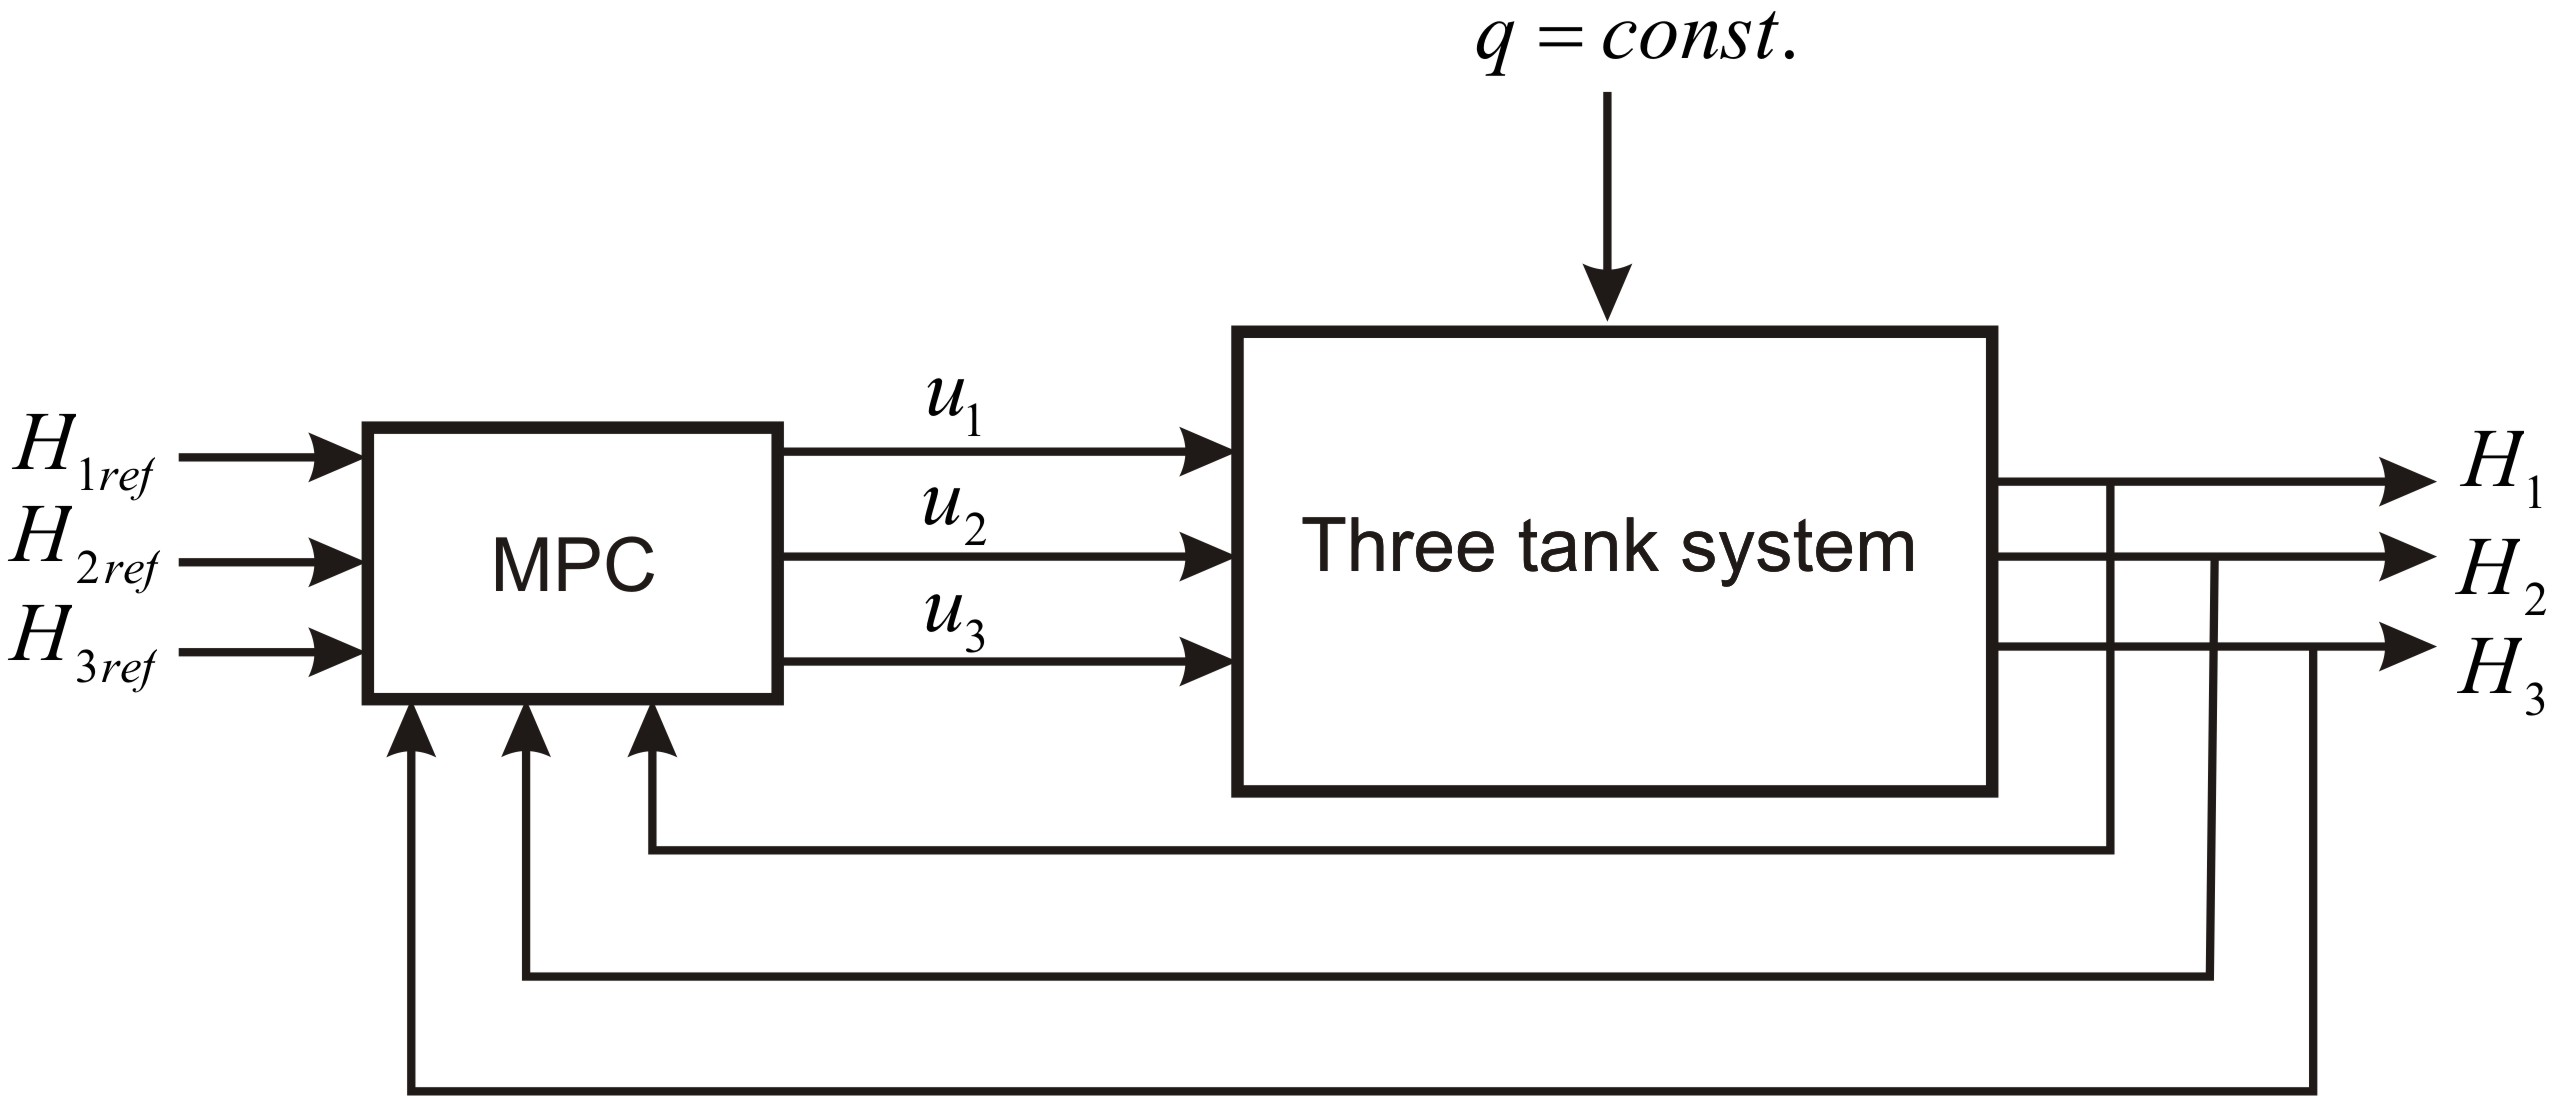 q = const.
u1
H1ref
H1
u2
H2ref
MPC
Three tank system
H2
u3
H3ref
H3